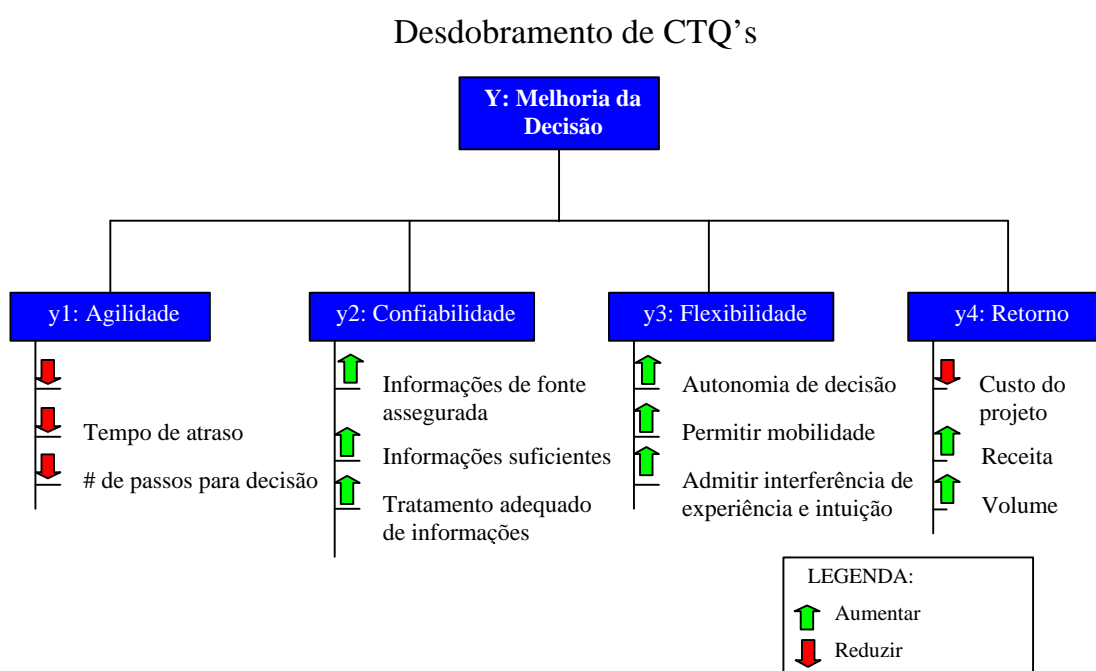 Desdobramento de CTQ’s
Y: Melhoria da
Decisão
y1: Agilidade
Tempo de atraso
# de passos para decisão
y2: Confiabilidade
Informações de fonte
assegurada
Informações suficientes
Tratamento adequado
de informações
y3: Flexibilidade
Autonomia de decisão
Permitir mobilidade
Admitir interferência de
experiência e intuição
y4: Retorno
Custo do
projeto
Receita
Volume
LEGENDA:
Aumentar
Reduzir